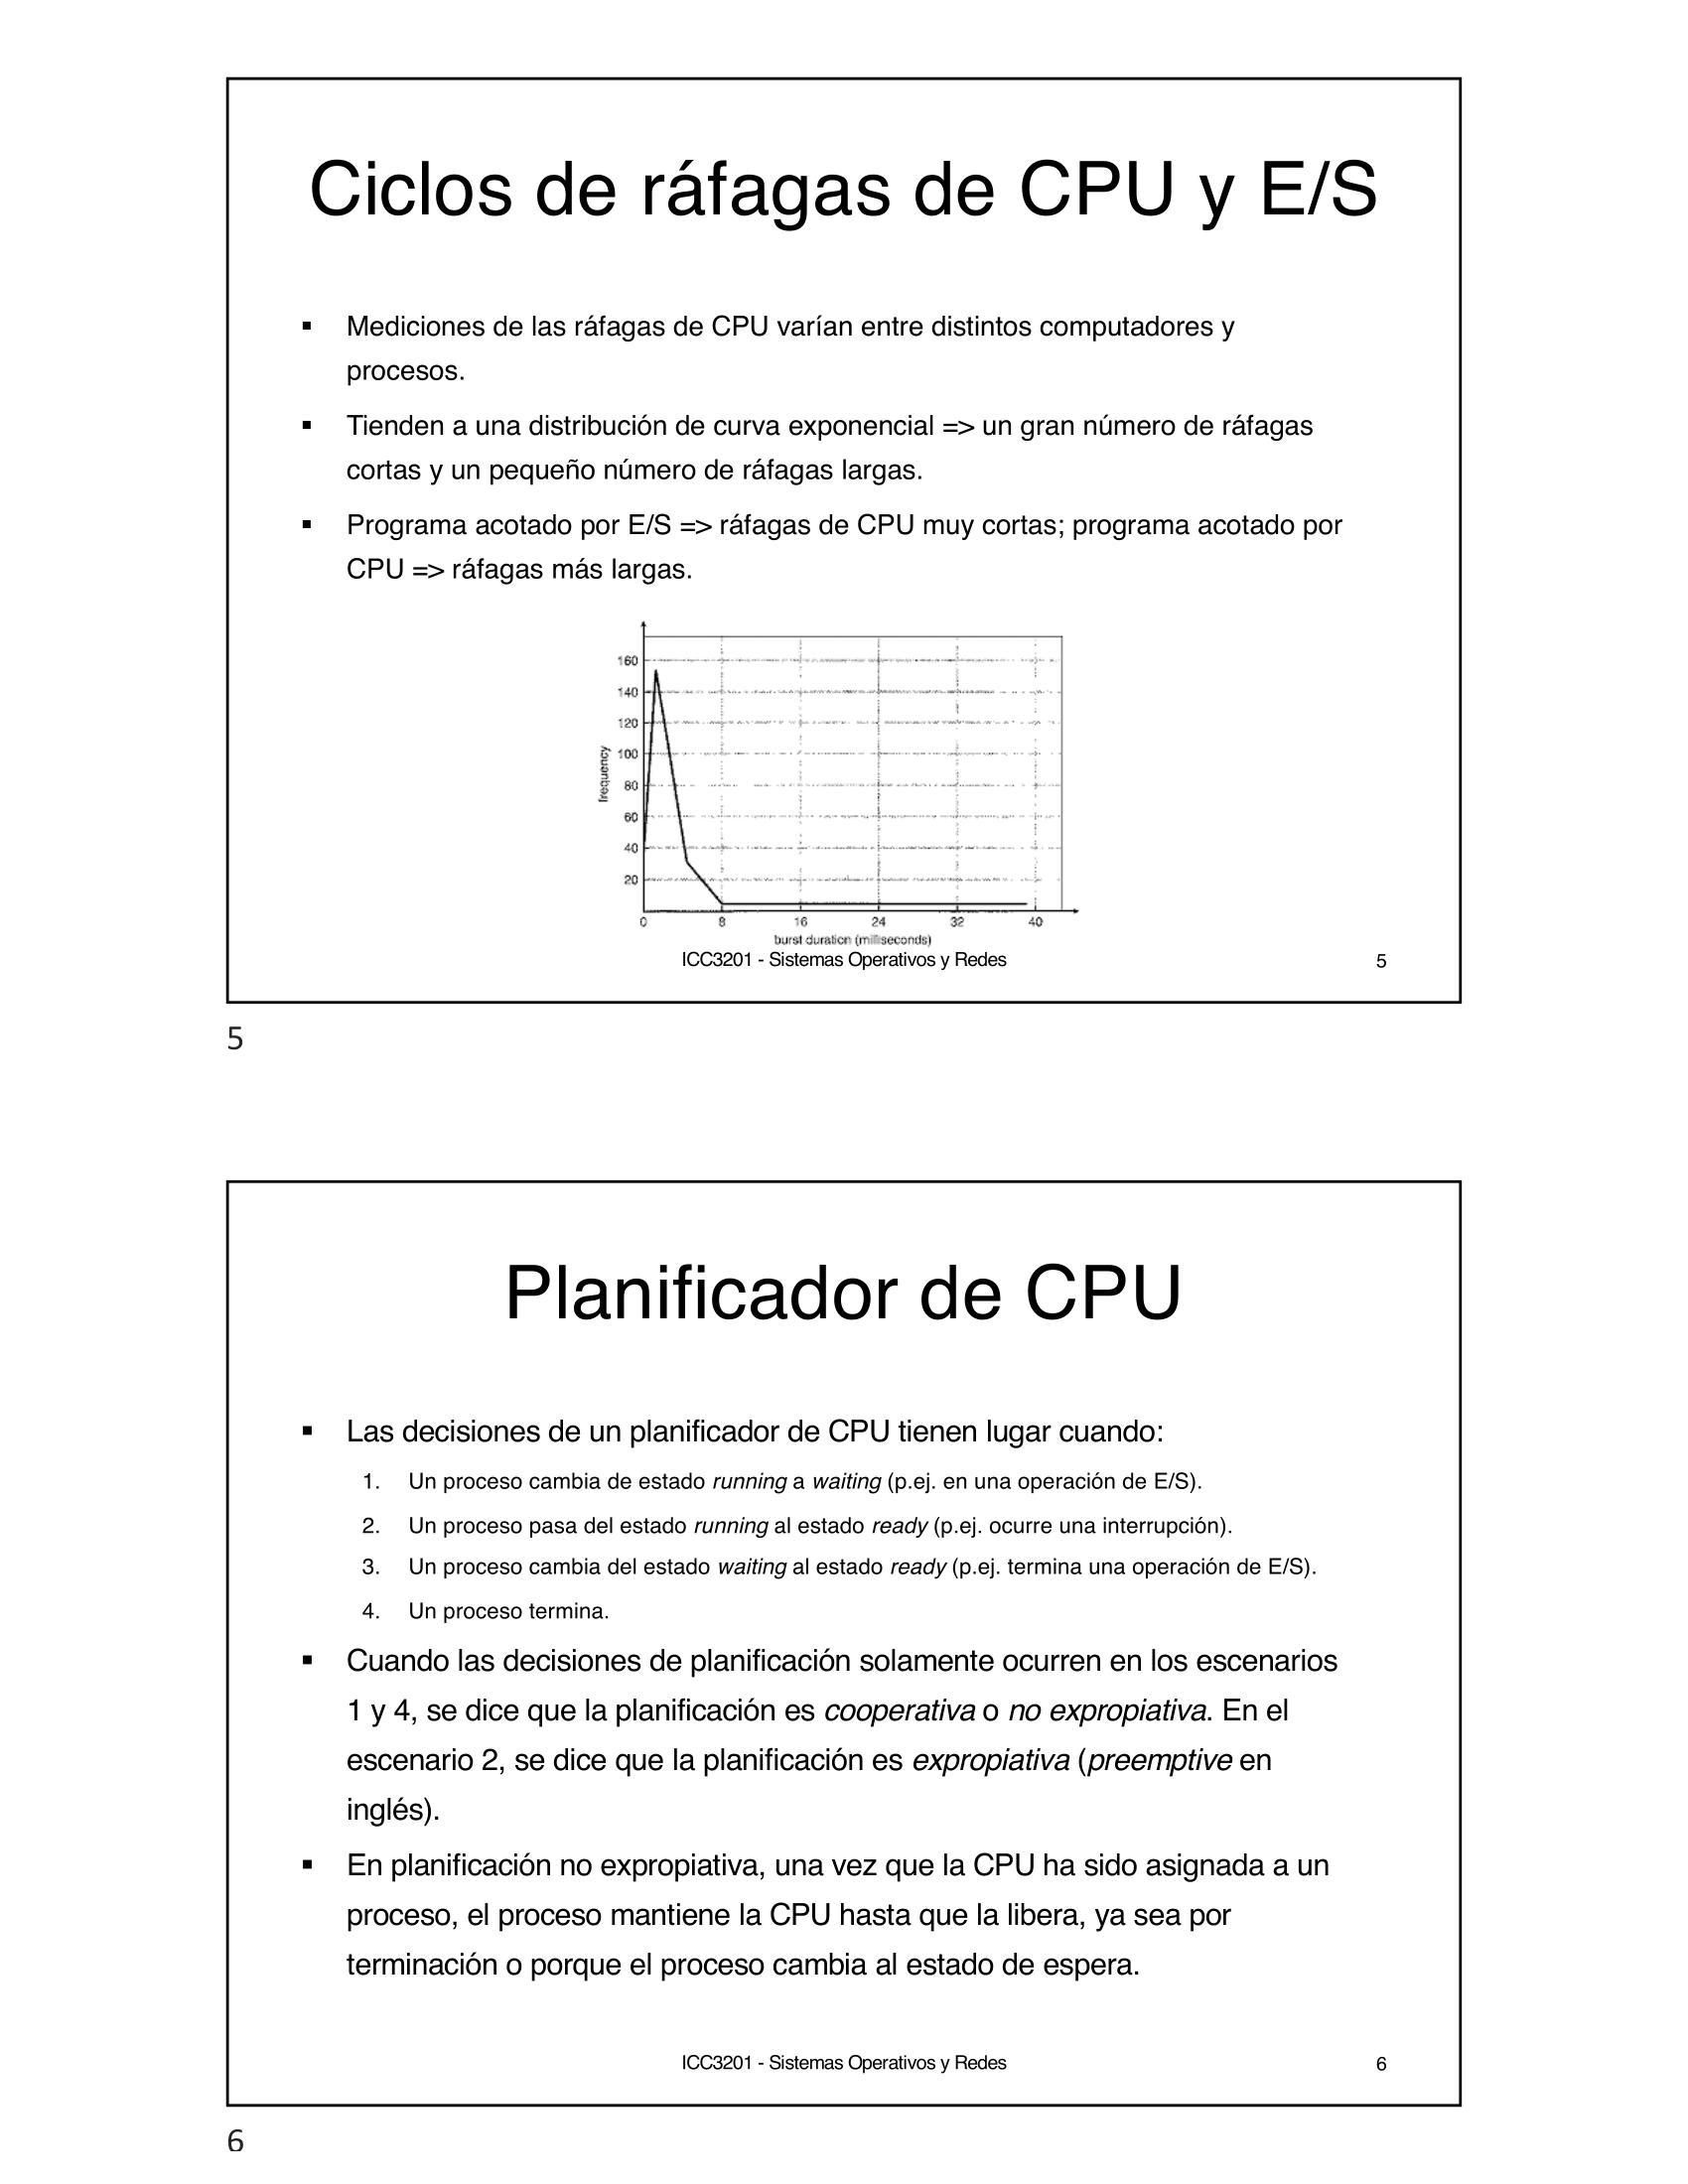 Ciclos de ráfagas de CPU y E/S
▪ Mediciones de las ráfagas de CPU varían entre distintos computadores y
procesos.
▪ Tienden a una distribución de curva exponencial => un gran número de ráfagas
cortas y un pequeño número de ráfagas largas.
▪ Programa acotado por E/S => ráfagas de CPU muy cortas; programa acotado por
CPU => ráfagas más largas.
160
140
120
100
80
60
40
20
frequency
0 8 16 24 32 40
burst duration (milliseconds)
ICC3201 - Sistemas Operativos y Redes 5
5
Planificador de CPU
▪ Las decisiones de un planificador de CPU tienen lugar cuando:
1. Un proceso cambia de estado running a waiting (p.ej. en una operación de E/S).
2. Un proceso pasa del estado running al estado ready (p.ej. ocurre una interrupción).
3. Un proceso cambia del estado waiting al estado ready (p.ej. termina una operación de E/S).
4. Un proceso termina.
▪ Cuando las decisiones de planificación solamente ocurren en los escenarios
1 y 4, se dice que la planificación es cooperativa o no expropiativa. En el
escenario 2, se dice que la planificación es expropiativa (preemptive en
inglés).
▪ En planificación no expropiativa, una vez que la CPU ha sido asignada a un
proceso, el proceso mantiene la CPU hasta que la libera, ya sea por
terminación o porque el proceso cambia al estado de espera.
ICC3201 - Sistemas Operativos y Redes 6
6